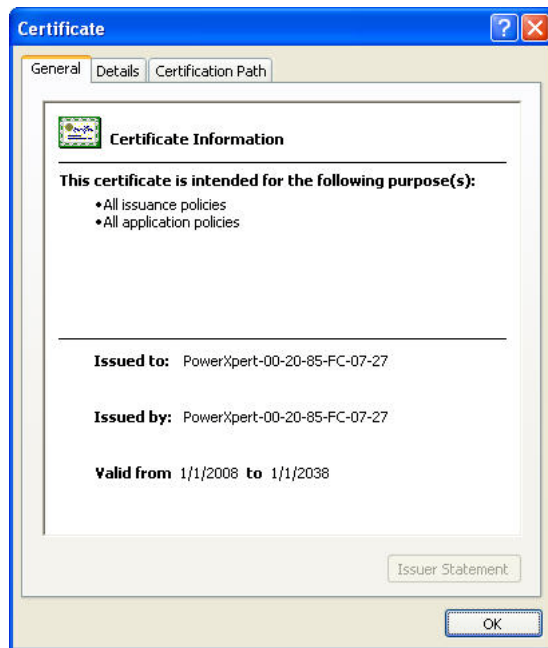 Certificate
General Details Certification Path
Certificate Information
This certificate is intended for the following purpose(s):
•All issuance policies
•All application policies
Issued to: PowerXpert-00-20-85-FC-07-27
Issued by: PowerXpert-00-20-85-FC-07-27
Valid from 1/1/2008 to 1/1/2038
Issuer Statement
OK